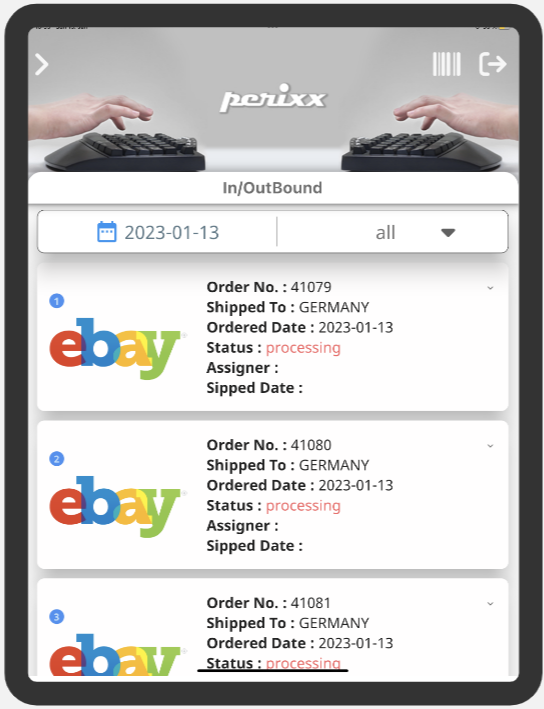 perixx
In/OutBound
2023-01-13 all
1
Order No. : 41079
Shipped To : GERMANY
Ordered Date : 2023-01-13
Status : processing
Assigner :
Sipped Date :
ebay
2
Order No. : 41080
Shipped To : GERMANY
Ordered Date : 2023-01-13
Status : processing
Assigner :
Sipped Date :
ebay
3
Order No. : 41081
Shipped To : GERMANY
Ordered Date : 2023-01-13
Status : processing
ebay